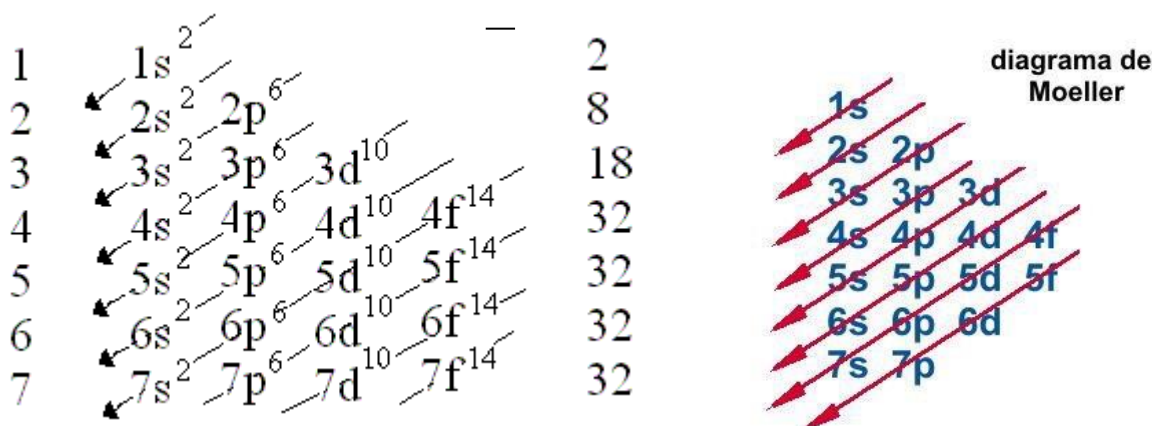 1 1s² 2
2 2s² 2p⁶ 8
3 3s² 3p⁶ 3d¹⁰ 18
4 4s² 4p⁶ 4d¹⁰ 4f¹⁴ 32
5 5s² 5p⁶ 5d¹⁰ 5f¹⁴ 32
6 6s² 6p⁶ 6d¹⁰ 6f¹⁴ 32
7 7s² 7p⁶ 7d¹⁰ 7f¹⁴ 32
diagrama de
Moeller
1s
2s 2p
3s 3p 3d
4s 4p 4d 4f
5s 5p 5d 5f
6s 6p 6d
7s 7p